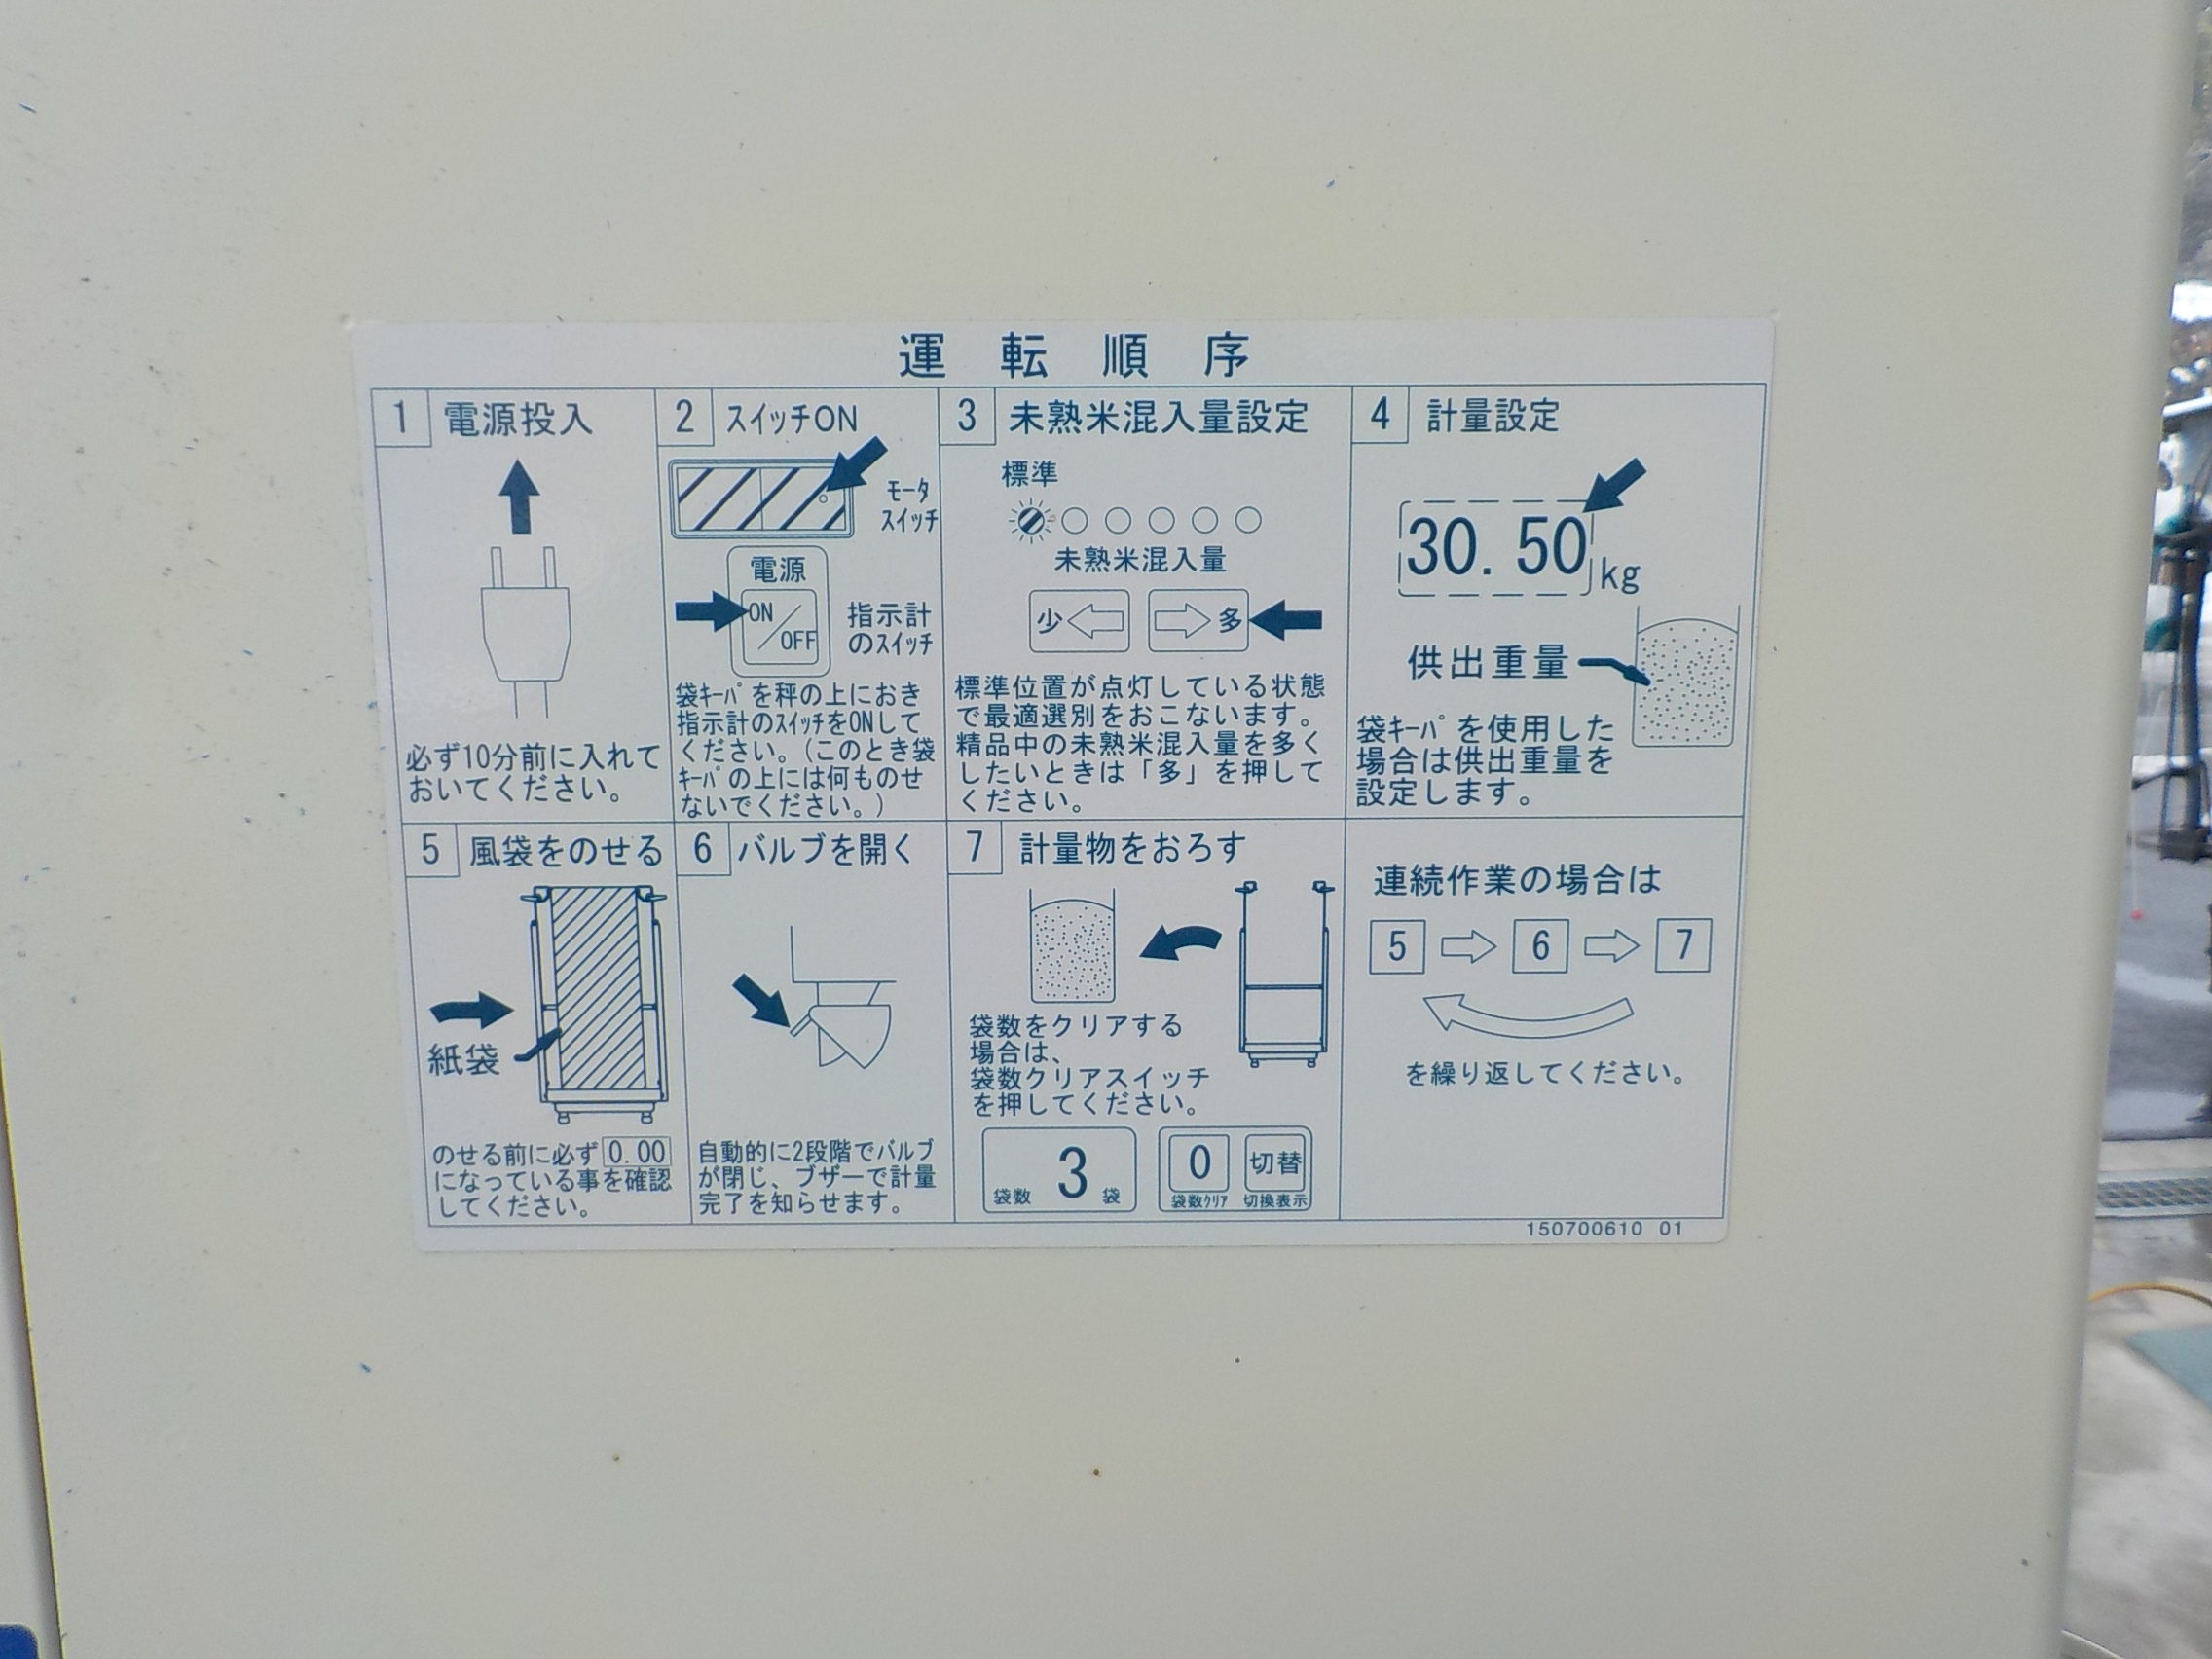 運転順序
1 電源投入
必ず10分前に入れて
おいてください。
2 スイッチON
モータ
スイッチ
電源
ON/OFF
指示計
のスイッチ
袋キーパを秤の上におき
指示計のスイッチをONして
ください。(このとき袋
キーパの上には何ものせ
ないでください。)
3 未熟米混入量設定
標準
未熟米混入量
少 多
標準位置が点灯している状態
で最適選別をおこないます。
精品中の未熟米混入量を多く
したいときは「多」を押して
ください。
4 計量設定
30.50kg
供出重量
袋キーパを使用した
場合は供出重量を
設定します。
5 風袋をのせる
紙袋
のせる前に必ず0.00
になっている事を確認
してください。
6 バルブを開く
自動的に2段階でバルブ
が閉じ、ブザーで計量
完了を知らせます。
7 計量物をおろす
袋数をクリアする
場合は、
袋数クリアスイッチ
を押してください。
袋数 3 袋
0 切替
袋数クリア 切換表示
連続作業の場合は
5 6 7
を繰り返してください。
150700610 01